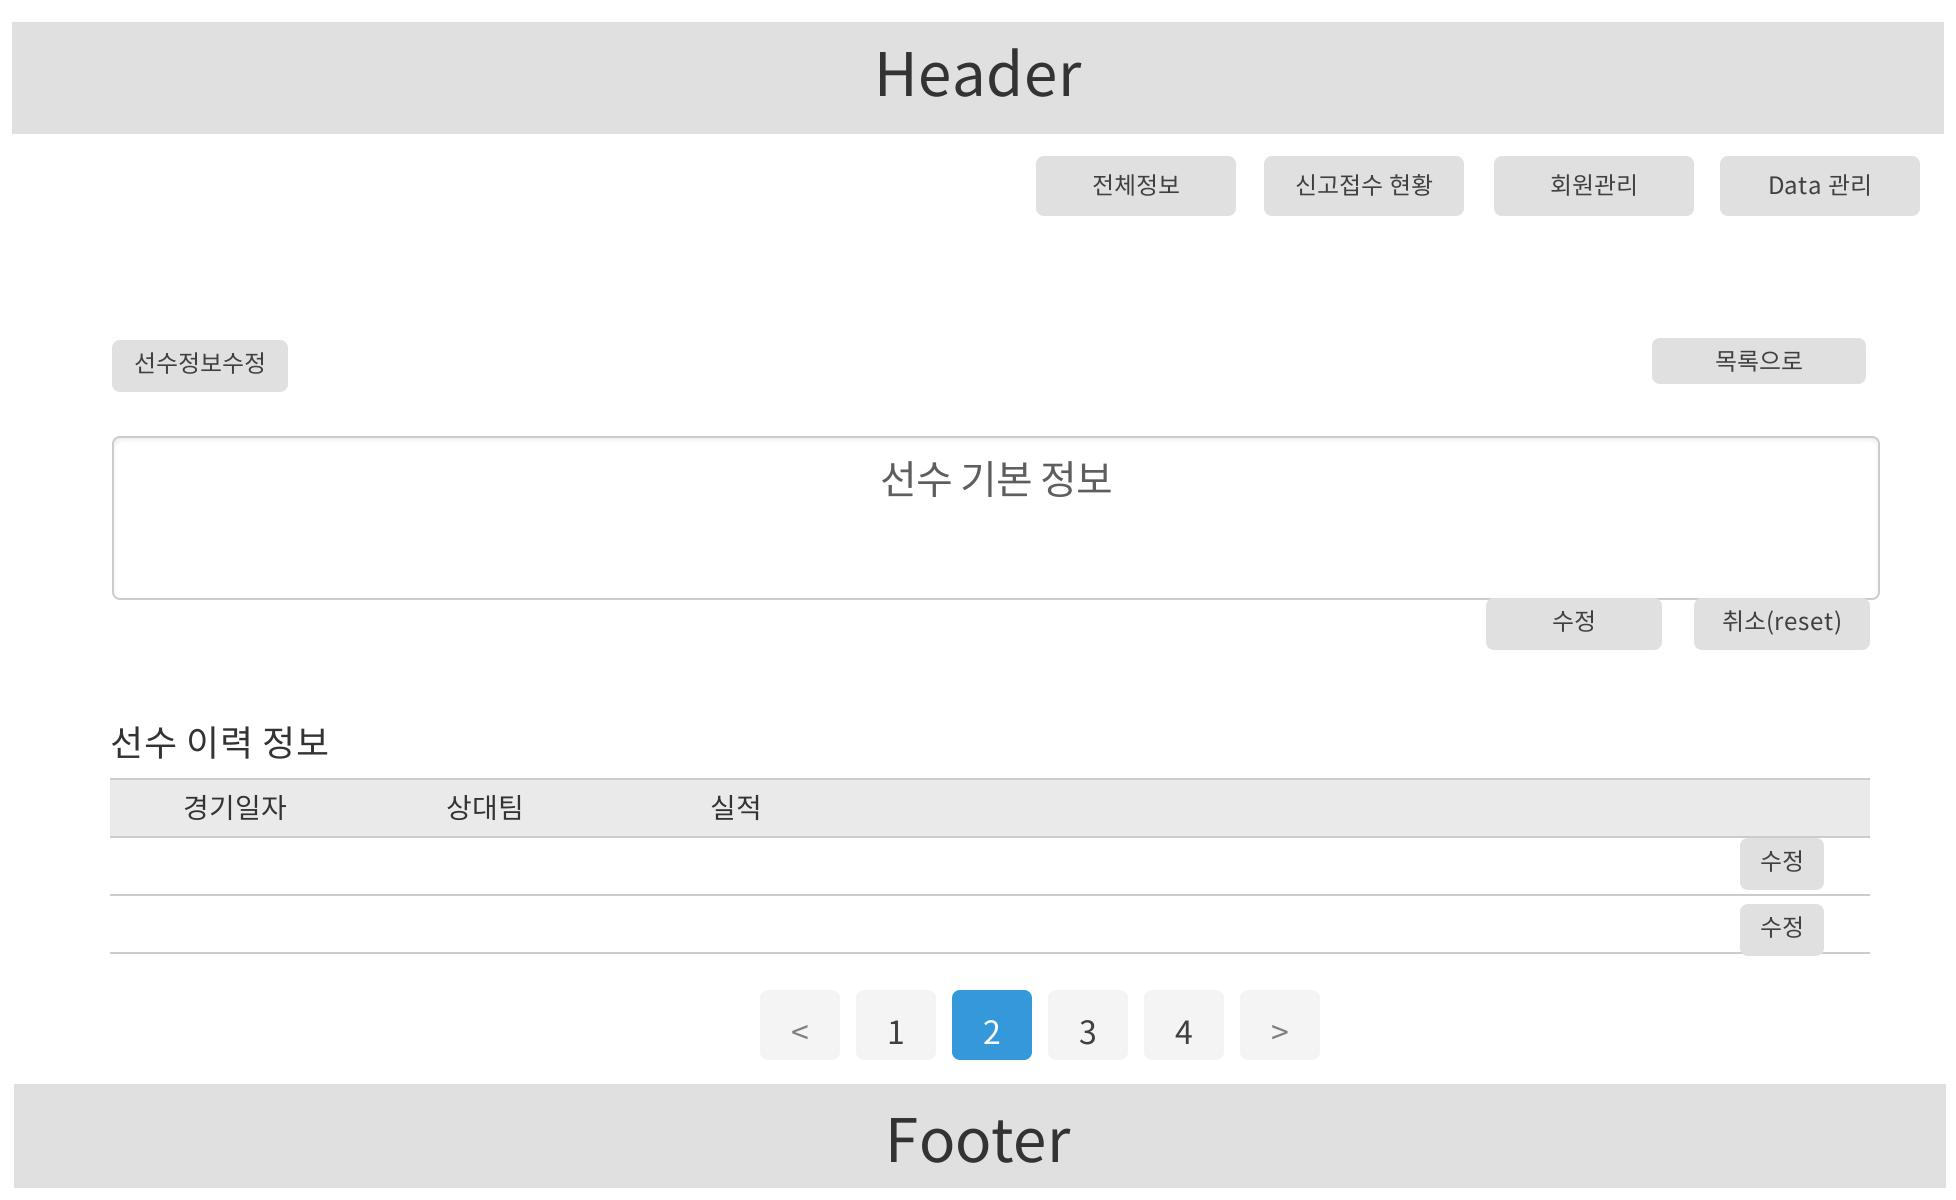 Header
전체정보 신고접수 현황 회원관리 Data 관리
선수정보수정 목록으로
선수 기본 정보
수정 취소(reset)
선수 이력 정보
경기일자 상대팀 실적
수정
수정
< 1 2 3 4 >
Footer